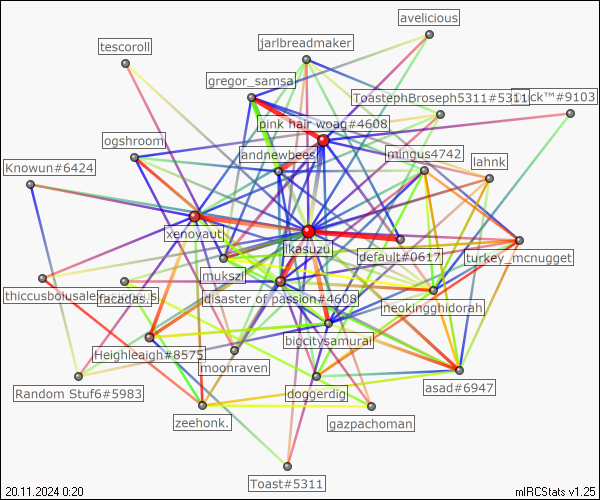 avelicious
tescoroll
jarlbreadmaker
gregor_samsa
ToastephBroseph5311#5311
#9103
pink hair woag#4608
ogshroom
andnewbees
mingus4742
lahnk
Knowun#6424
xenoyaut
ikasuzu
default#0617
turkey_mcnugget
mukszi
thiccusboiusale
facadas.
disaster of passion#4608
neokingghidorah
bigcitysamurai
Heighleaigh#8575
moonraven
Random Stuf6#5983
doggerdig
asad#6947
zeehonk.
gazpachoman
Toast#5311
20.11.2024 0:20
mIRCStats v1.25